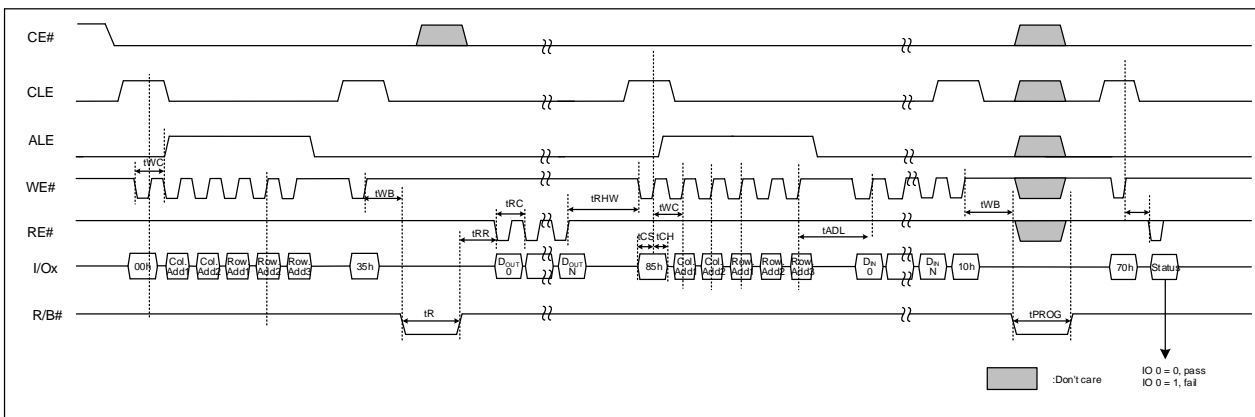 CE#
CLE
ALE
tWC
WE#
tWB
tRHW
tWC
tWB
tRC
RE#
tRR
tCS tCH
tADL
I/Ox
00h
Col. Add1
Col. Add2
Row. Add1
Row. Add2
Row. Add3
35h
DOUT 0
DOUT N
85h
Col. Add1
Col. Add2
Row. Add1
Row. Add2
Row. Add3
DIN 0
DIN N
10h
70h
Status
R/B#
tR
tPROG
:Don't care
IO 0 = 0, pass
IO 0 = 1, fail